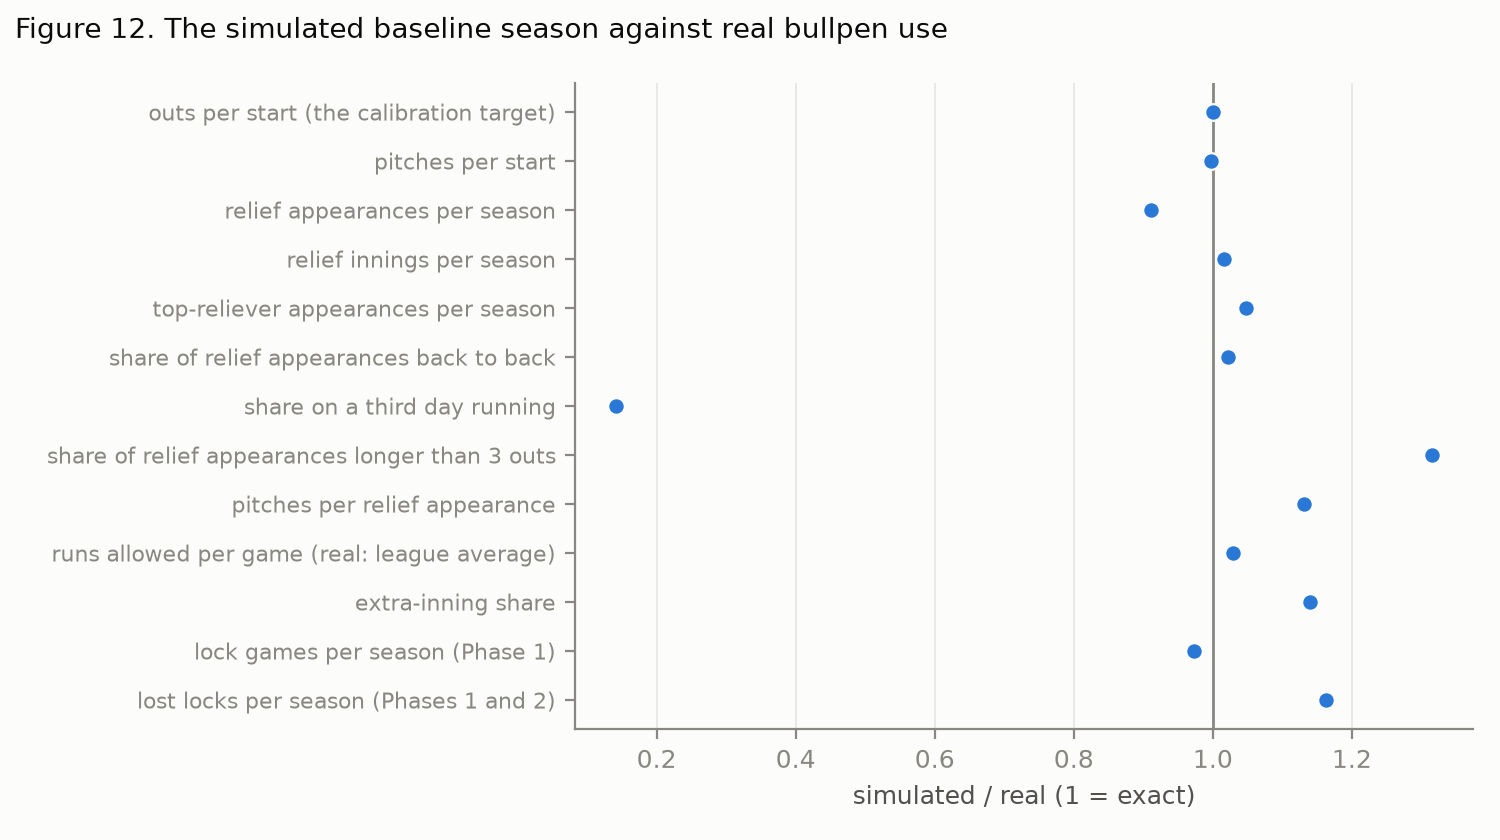 Figure 12. The simulated baseline season against real bullpen use
outs per start (the calibration target)
pitches per start
relief appearances per season
relief innings per season
top-reliever appearances per season
share of relief appearances back to back
share on a third day running
share of relief appearances longer than 3 outs
pitches per relief appearance
runs allowed per game (real: league average)
extra-inning share
lock games per season (Phase 1)
lost locks per season (Phases 1 and 2)
0.2 0.4 0.6 0.8 1.0 1.2
simulated / real (1 = exact)